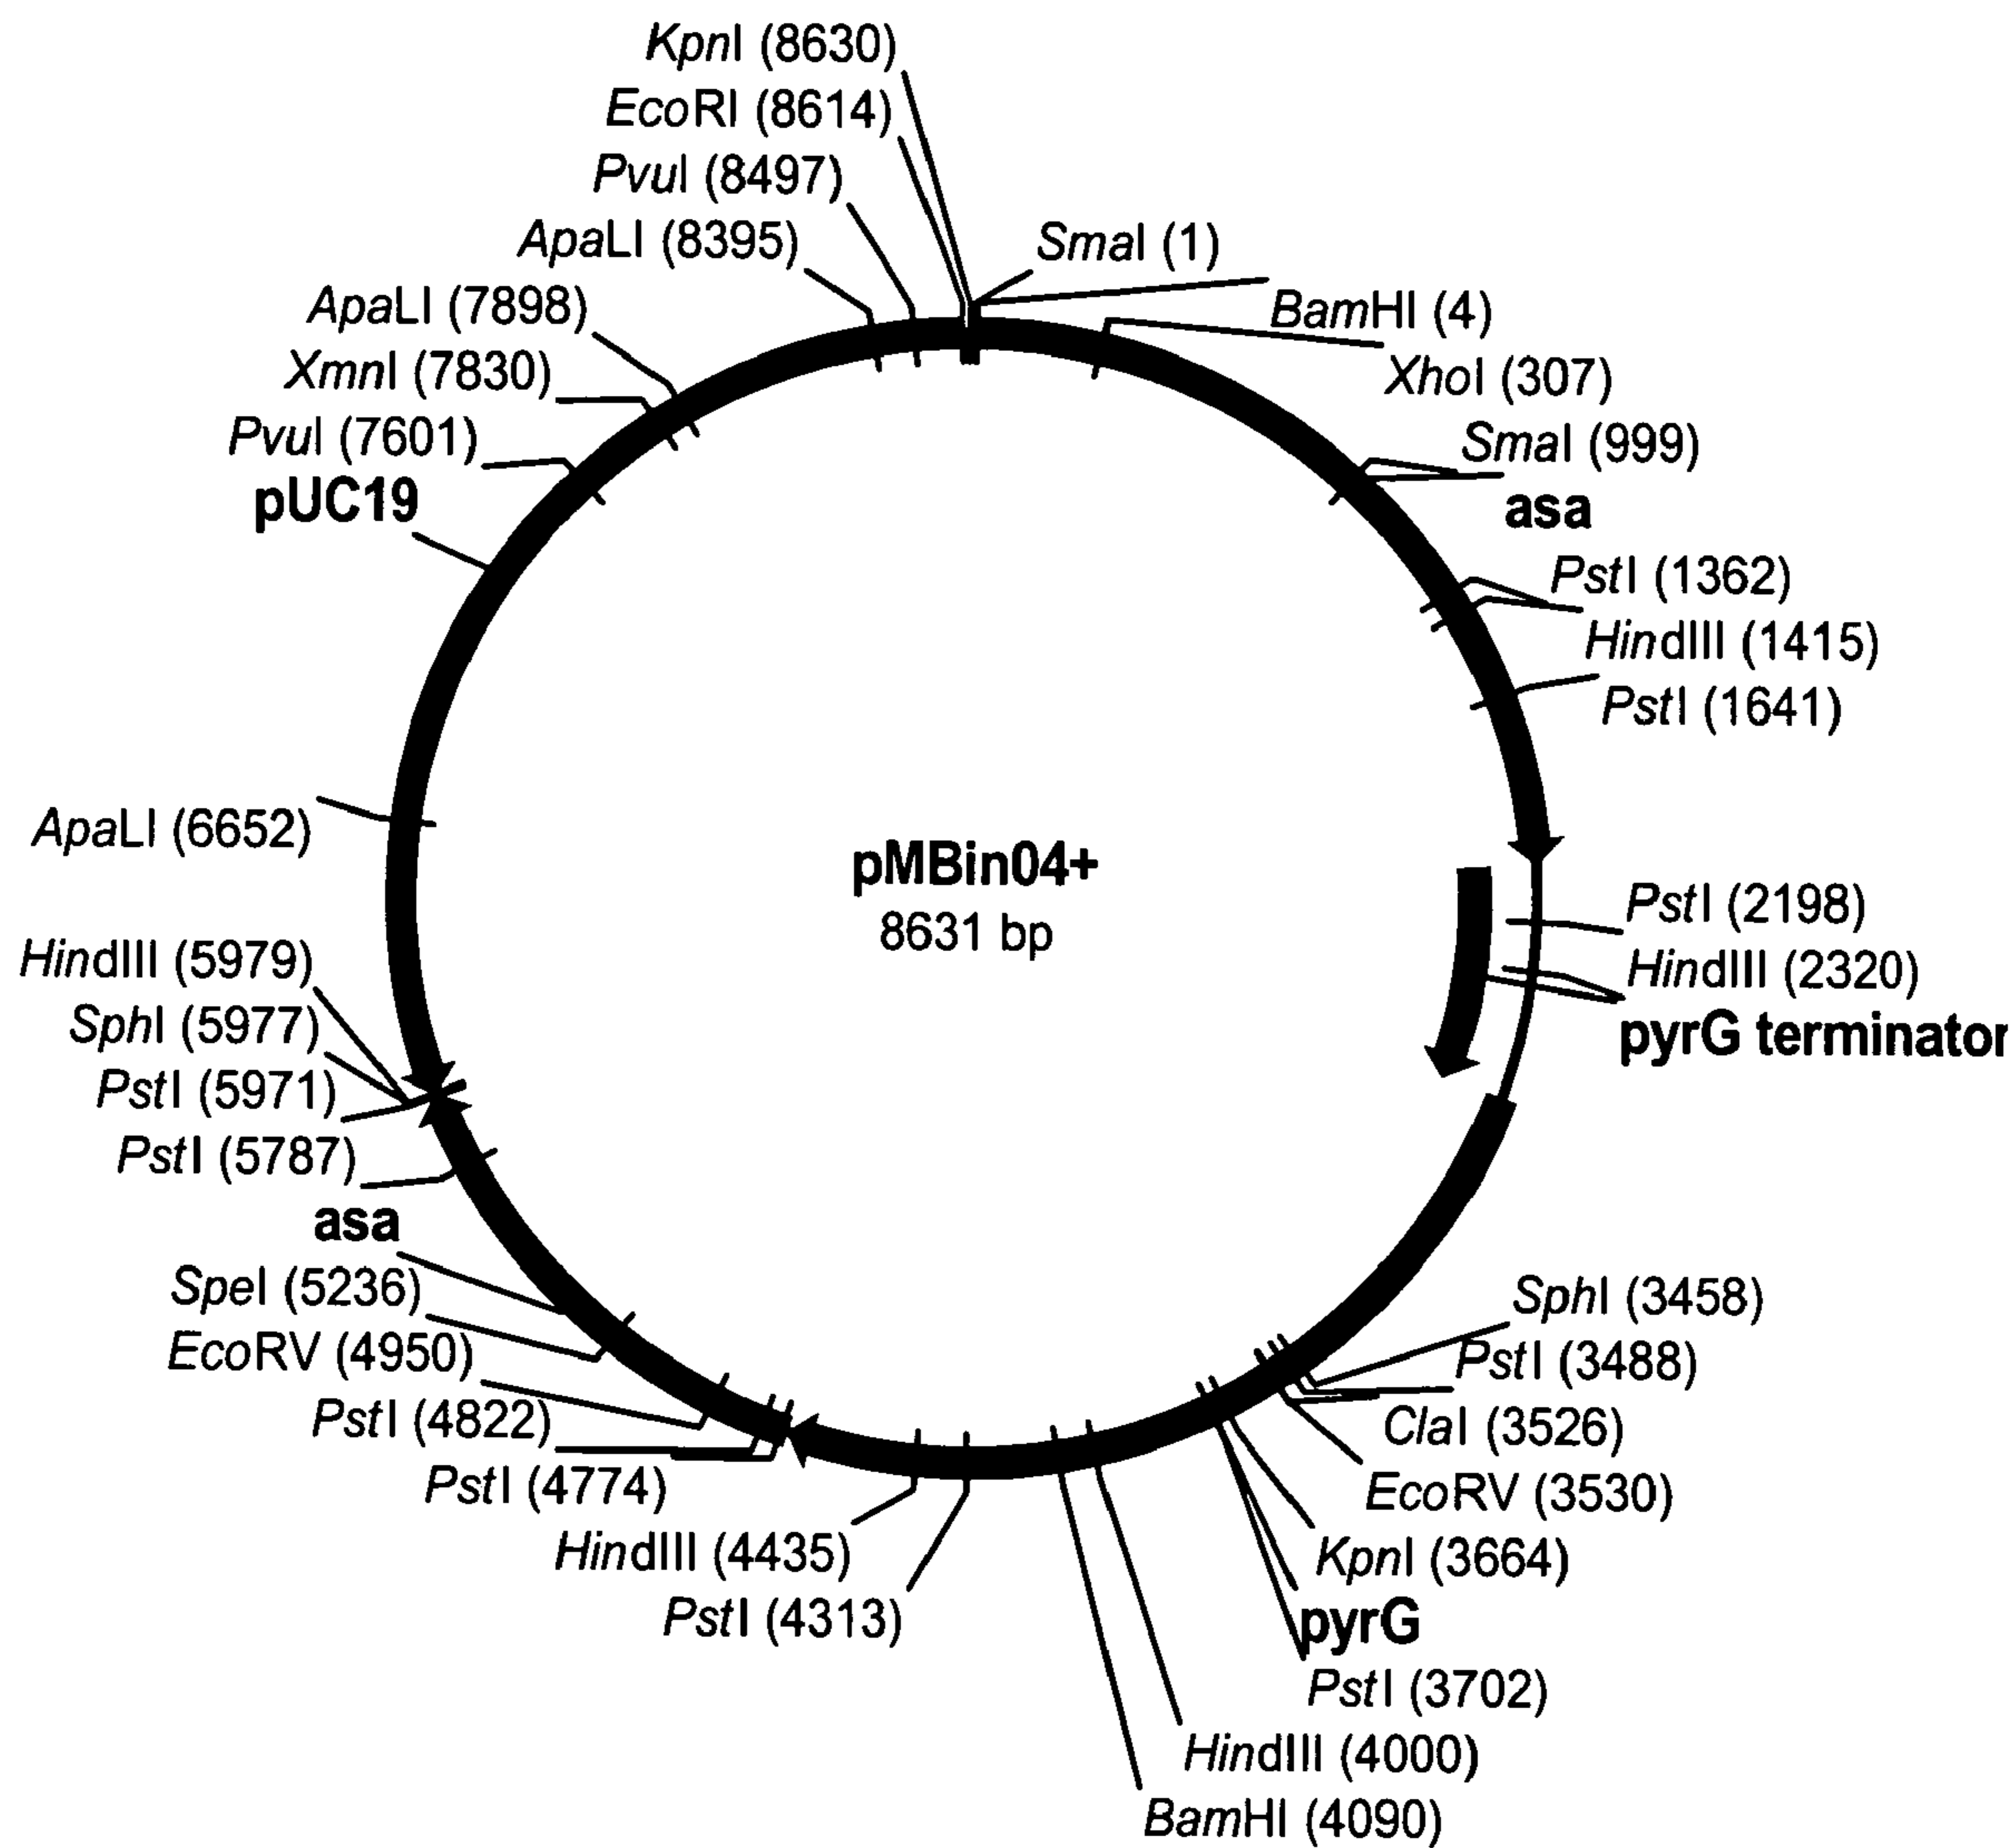 KpnI (8630)
EcoRI (8614)
PvuI (8497)
ApaLI (8395)
ApaLI (7898)
XmnI (7830)
PvuI (7601)
pUC19
ApaLI (6652)
HindIII (5979)
SphI (5977)
PstI (5971)
PstI (5787)
asa
SpeI (5236)
EcoRV (4950)
PstI (4822)
PstI (4774)
HindIII (4435)
PstI (4313)
SmaI (1)
BamHI (4)
XhoI (307)
SmaI (999)
asa
PstI (1362)
HindIII (1415)
PstI (1641)
PstI (2198)
HindIII (2320)
pyrG terminator
SphI (3458)
PstI (3488)
ClaI (3526)
EcoRV (3530)
KpnI (3664)
pyrG
PstI (3702)
HindIII (4000)
BamHI (4090)
pMBin04+
8631 bp